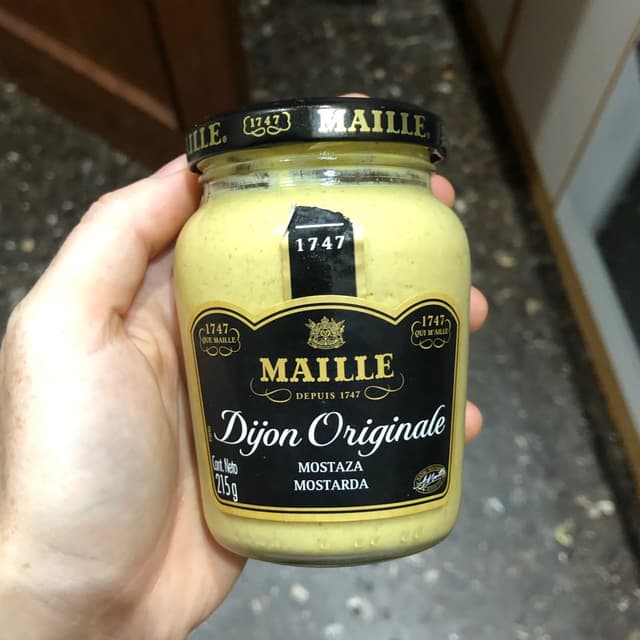 MAILLE®
1747
MAILLE®
1747
1747
QUE MAILLE
1747
QUI M'AILLE
MAILLE
DEPUIS 1747
Dijon Originale
MOSTAZA
MOSTARDA
Cont. Neto
215g